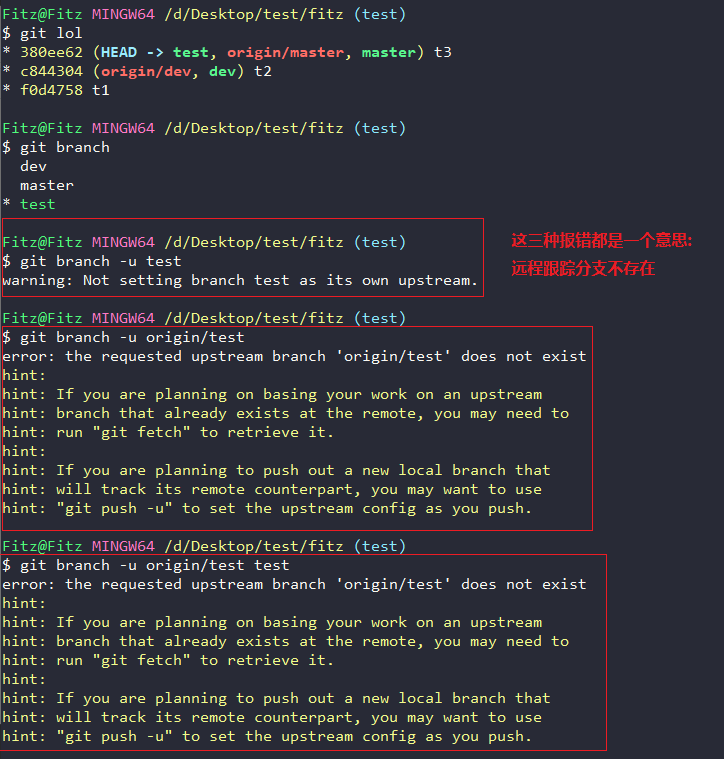 Fitz@Fitz MINGW64 /d/Desktop/test/fitz (test)
$ git lol
* 380ee62 (HEAD -> test, origin/master, master) t3
* c844304 (origin/dev, dev) t2
* f0d4758 t1
Fitz@Fitz MINGW64 /d/Desktop/test/fitz (test)
$ git branch
  dev
  master
* test
Fitz@Fitz MINGW64 /d/Desktop/test/fitz (test)
$ git branch -u test
warning: Not setting branch test as its own upstream.
这三种报错都是一个意思:
远程跟踪分支不存在
Fitz@Fitz MINGW64 /d/Desktop/test/fitz (test)
$ git branch -u origin/test
error: the requested upstream branch 'origin/test' does not exist
hint:
hint: If you are planning on basing your work on an upstream
hint: branch that already exists at the remote, you may need to
hint: run "git fetch" to retrieve it.
hint:
hint: If you are planning to push out a new local branch that
hint: will track its remote counterpart, you may want to use
hint: "git push -u" to set the upstream config as you push.
Fitz@Fitz MINGW64 /d/Desktop/test/fitz (test)
$ git branch -u origin/test test
error: the requested upstream branch 'origin/test' does not exist
hint:
hint: If you are planning on basing your work on an upstream
hint: branch that already exists at the remote, you may need to
hint: run "git fetch" to retrieve it.
hint:
hint: If you are planning to push out a new local branch that
hint: will track its remote counterpart, you may want to use
hint: "git push -u" to set the upstream config as you push.